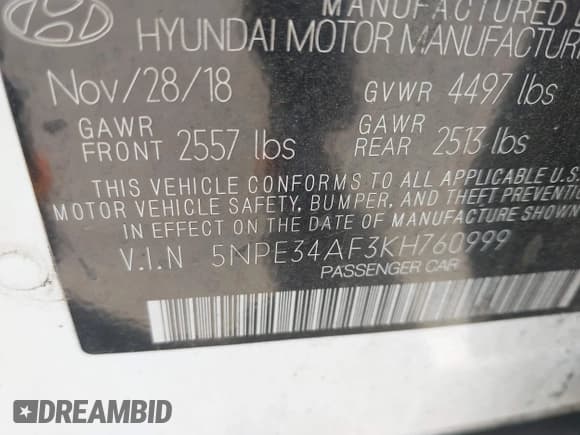 MANUFACTURED
HYUNDAI MOTOR MANUFACTUR
Nov/28/18 GVWR 4497 lbs
GAWR FRONT 2557 lbs GAWR REAR 2513 lbs
THIS VEHICLE CONFORMS TO ALL APPLICABLE U.S.
MOTOR VEHICLE SAFETY, BUMPER, AND THEFT PREVENTIO
IN EFFECT ON THE DATE OF MANUFACTURE SHOWN
V.I.N 5NPE34AF3KH760999
PASSENGER CAR
DREAMBID